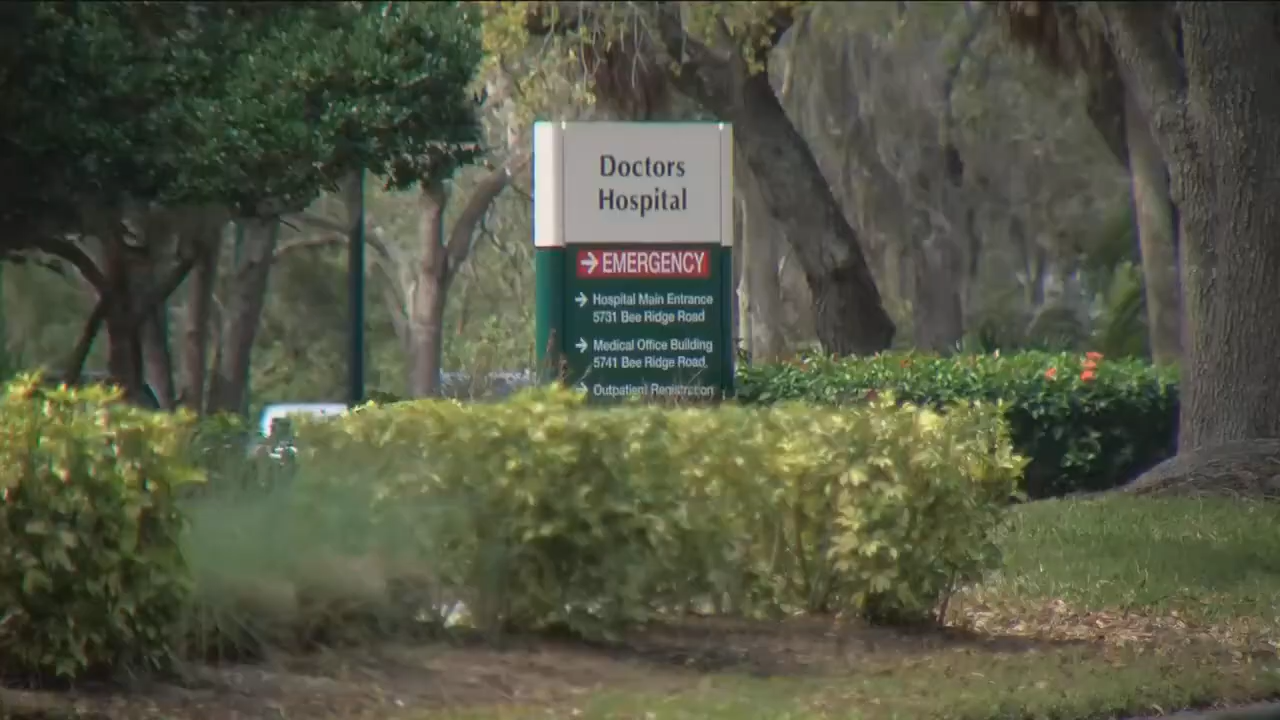 Doctors
Hospital
→ EMERGENCY
→ Hospital Main Entrance
5731 Bee Ridge Road
→ Medical Office Building
5741 Bee Ridge Road
→ Outpatient Registration